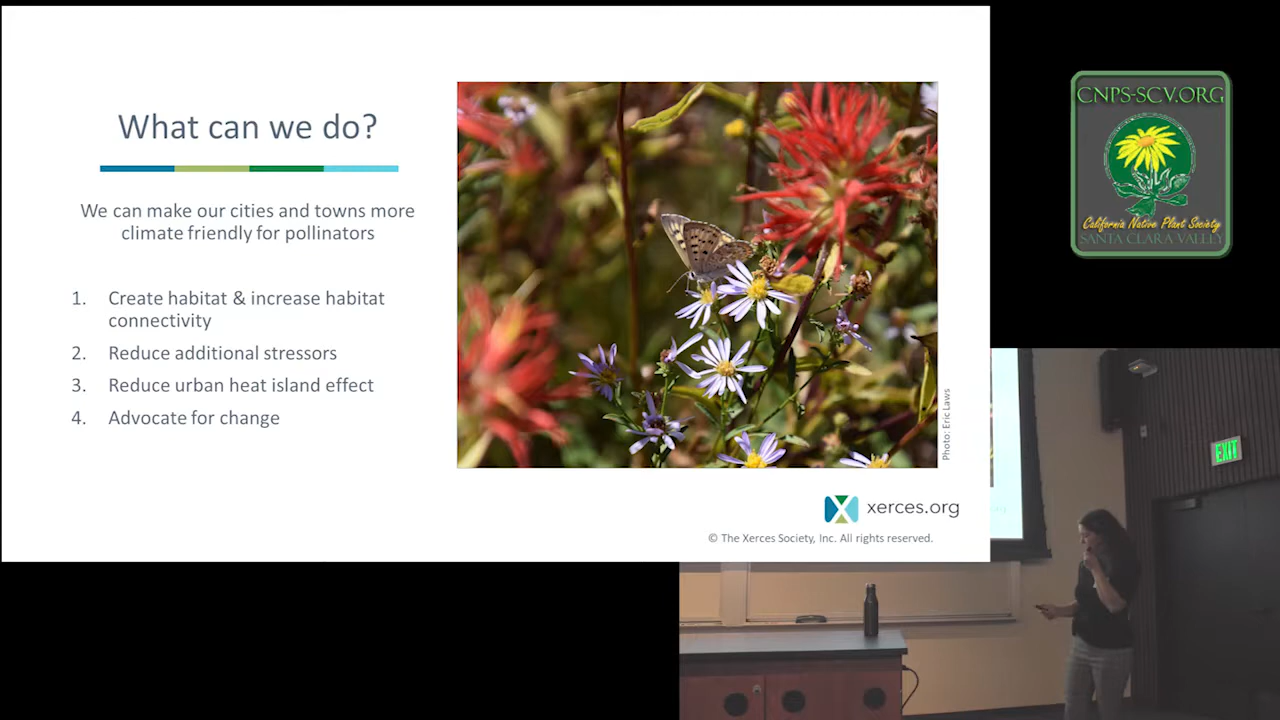 What can we do?
We can make our cities and towns more
climate friendly for pollinators
1. Create habitat & increase habitat
connectivity
2. Reduce additional stressors
3. Reduce urban heat island effect
4. Advocate for change
Photo: Eric Laws
xerces.org
© The Xerces Society, Inc. All rights reserved.
CNPS-SCV.ORG
California Native Plant Society
SANTA CLARA VALLEY
EXIT